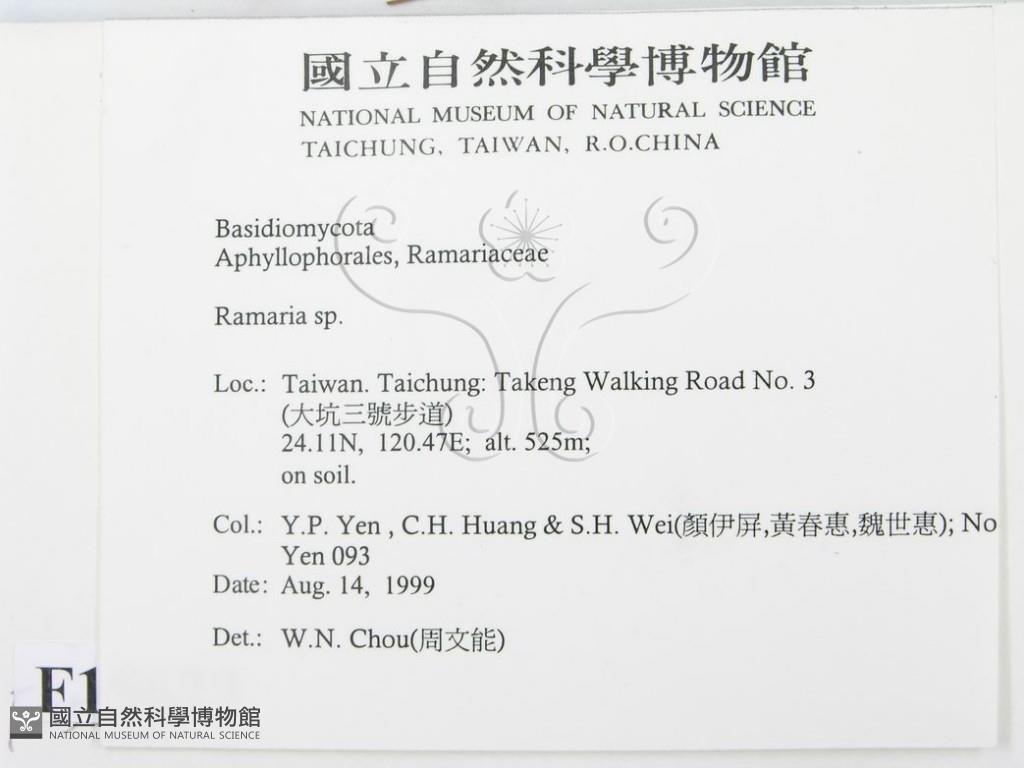 國立自然科學博物館
NATIONAL MUSEUM OF NATURAL SCIENCE
TAICHUNG, TAIWAN, R.O.CHINA
Basidiomycota
Aphyllophorales, Ramariaceae
Ramaria sp.
Loc.: Taiwan. Taichung: Takeng Walking Road No. 3
(大坑三號步道)
24.11N, 120.47E; alt. 525m;
on soil.
Col.: Y.P. Yen , C.H. Huang & S.H. Wei(顏伊屏,黃春惠,魏世惠); No
Yen 093
Date: Aug. 14, 1999
Det.: W.N. Chou(周文能)
F1
國立自然科學博物館
NATIONAL MUSEUM OF NATURAL SCIENCE